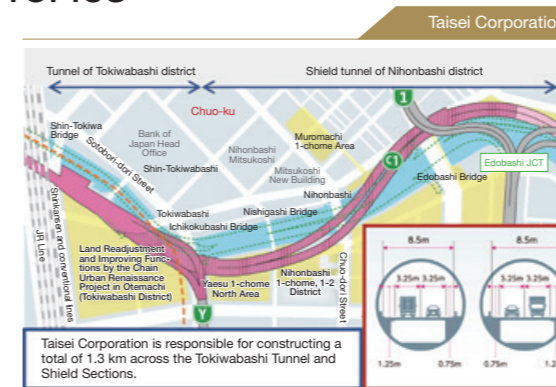 Taisei Corporatio
Tunnel of Tokiwabashi district
Shield tunnel of Nihonbashi district
Chuo-ku
1
Shin-Tokiwa
Bridge
Sotobori-dori Street
Bank of
Japan Head
Office
Shin-Tokiwabashi
Nihonbashi
Mitsukoshi
Muromachi
1-chome Area
Mitsukoshi
New Building
C1
Edobashi JCT
Edobashi Bridge
Nihonbashi
Tokiwabashi
Nishigashi Bridge
Ichikokubashi Bridge
JR Line
Shinkansen and conventional lines
Land Readjustment
and Improving Func-
tions by the Chain
Urban Renaissance
Project in Otemachi
(Tokiwabashi District)
Yaesu 1-chome
North Area
Nihonbashi
1-chome, 1-2
District
Chuo-dori Street
Y
8.5m
8.5m
3.25m 3.25m
3.25m 3.25m
1.25m
0.75m
0.75m
1.2
Taisei Corporation is responsible for constructing a
total of 1.3 km across the Tokiwabashi Tunnel and
Shield Sections.